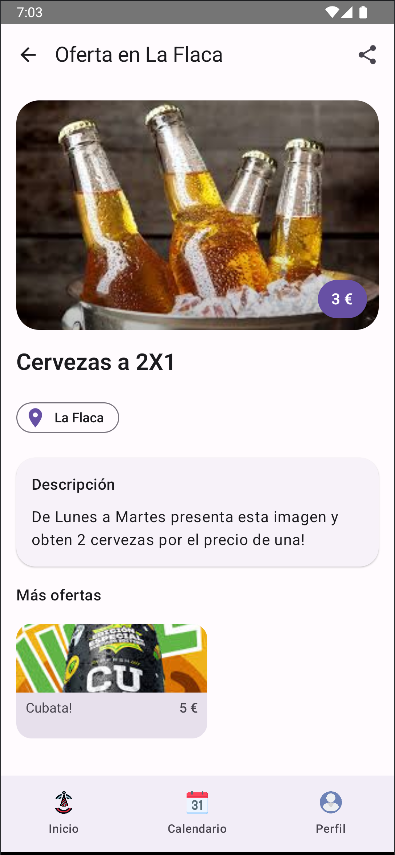 7:03
Oferta en La Flaca
3 €
Cervezas a 2X1
La Flaca
Descripción
De Lunes a Martes presenta esta imagen y
obten 2 cervezas por el precio de una!
Más ofertas
EDICIÓN
ESPECIAL
CU
Cubata!
5 €
31
Inicio
Calendario
Perfil